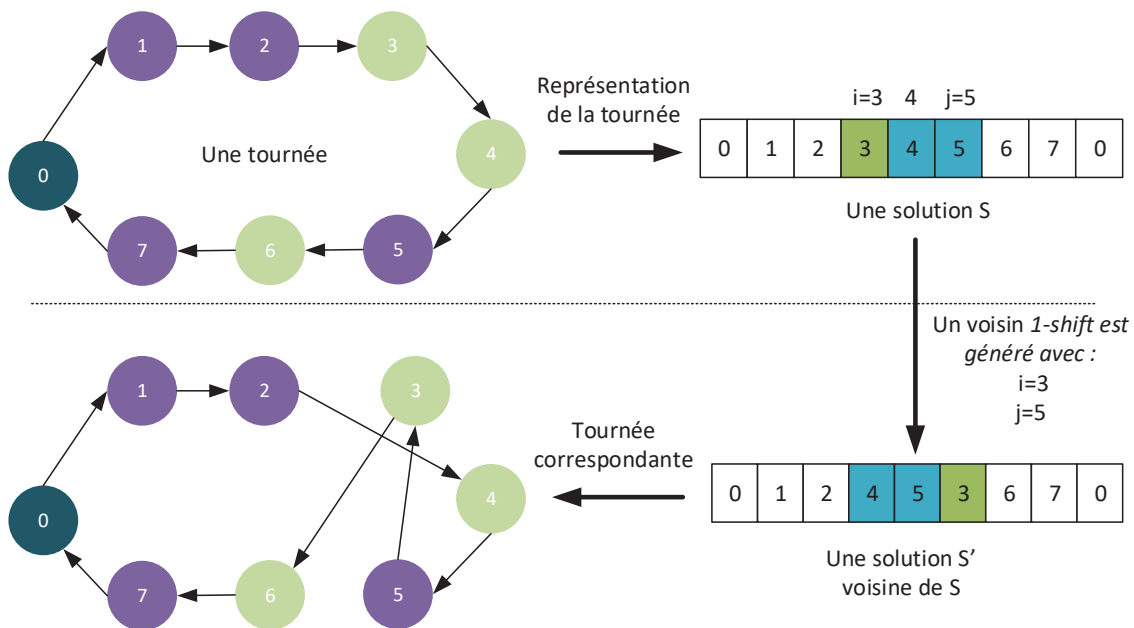 1
2
3
4
5
6
7
0
Une tournée
Représentation
de la tournée
i=3 4 j=5
0 1 2 3 4 5 6 7 0
Une solution S
Un voisin 1-shift est
généré avec :
i=3
j=5
1
2
3
4
5
6
7
0
Tournée
correspondante
0 1 2 4 5 3 6 7 0
Une solution S’
voisine de S